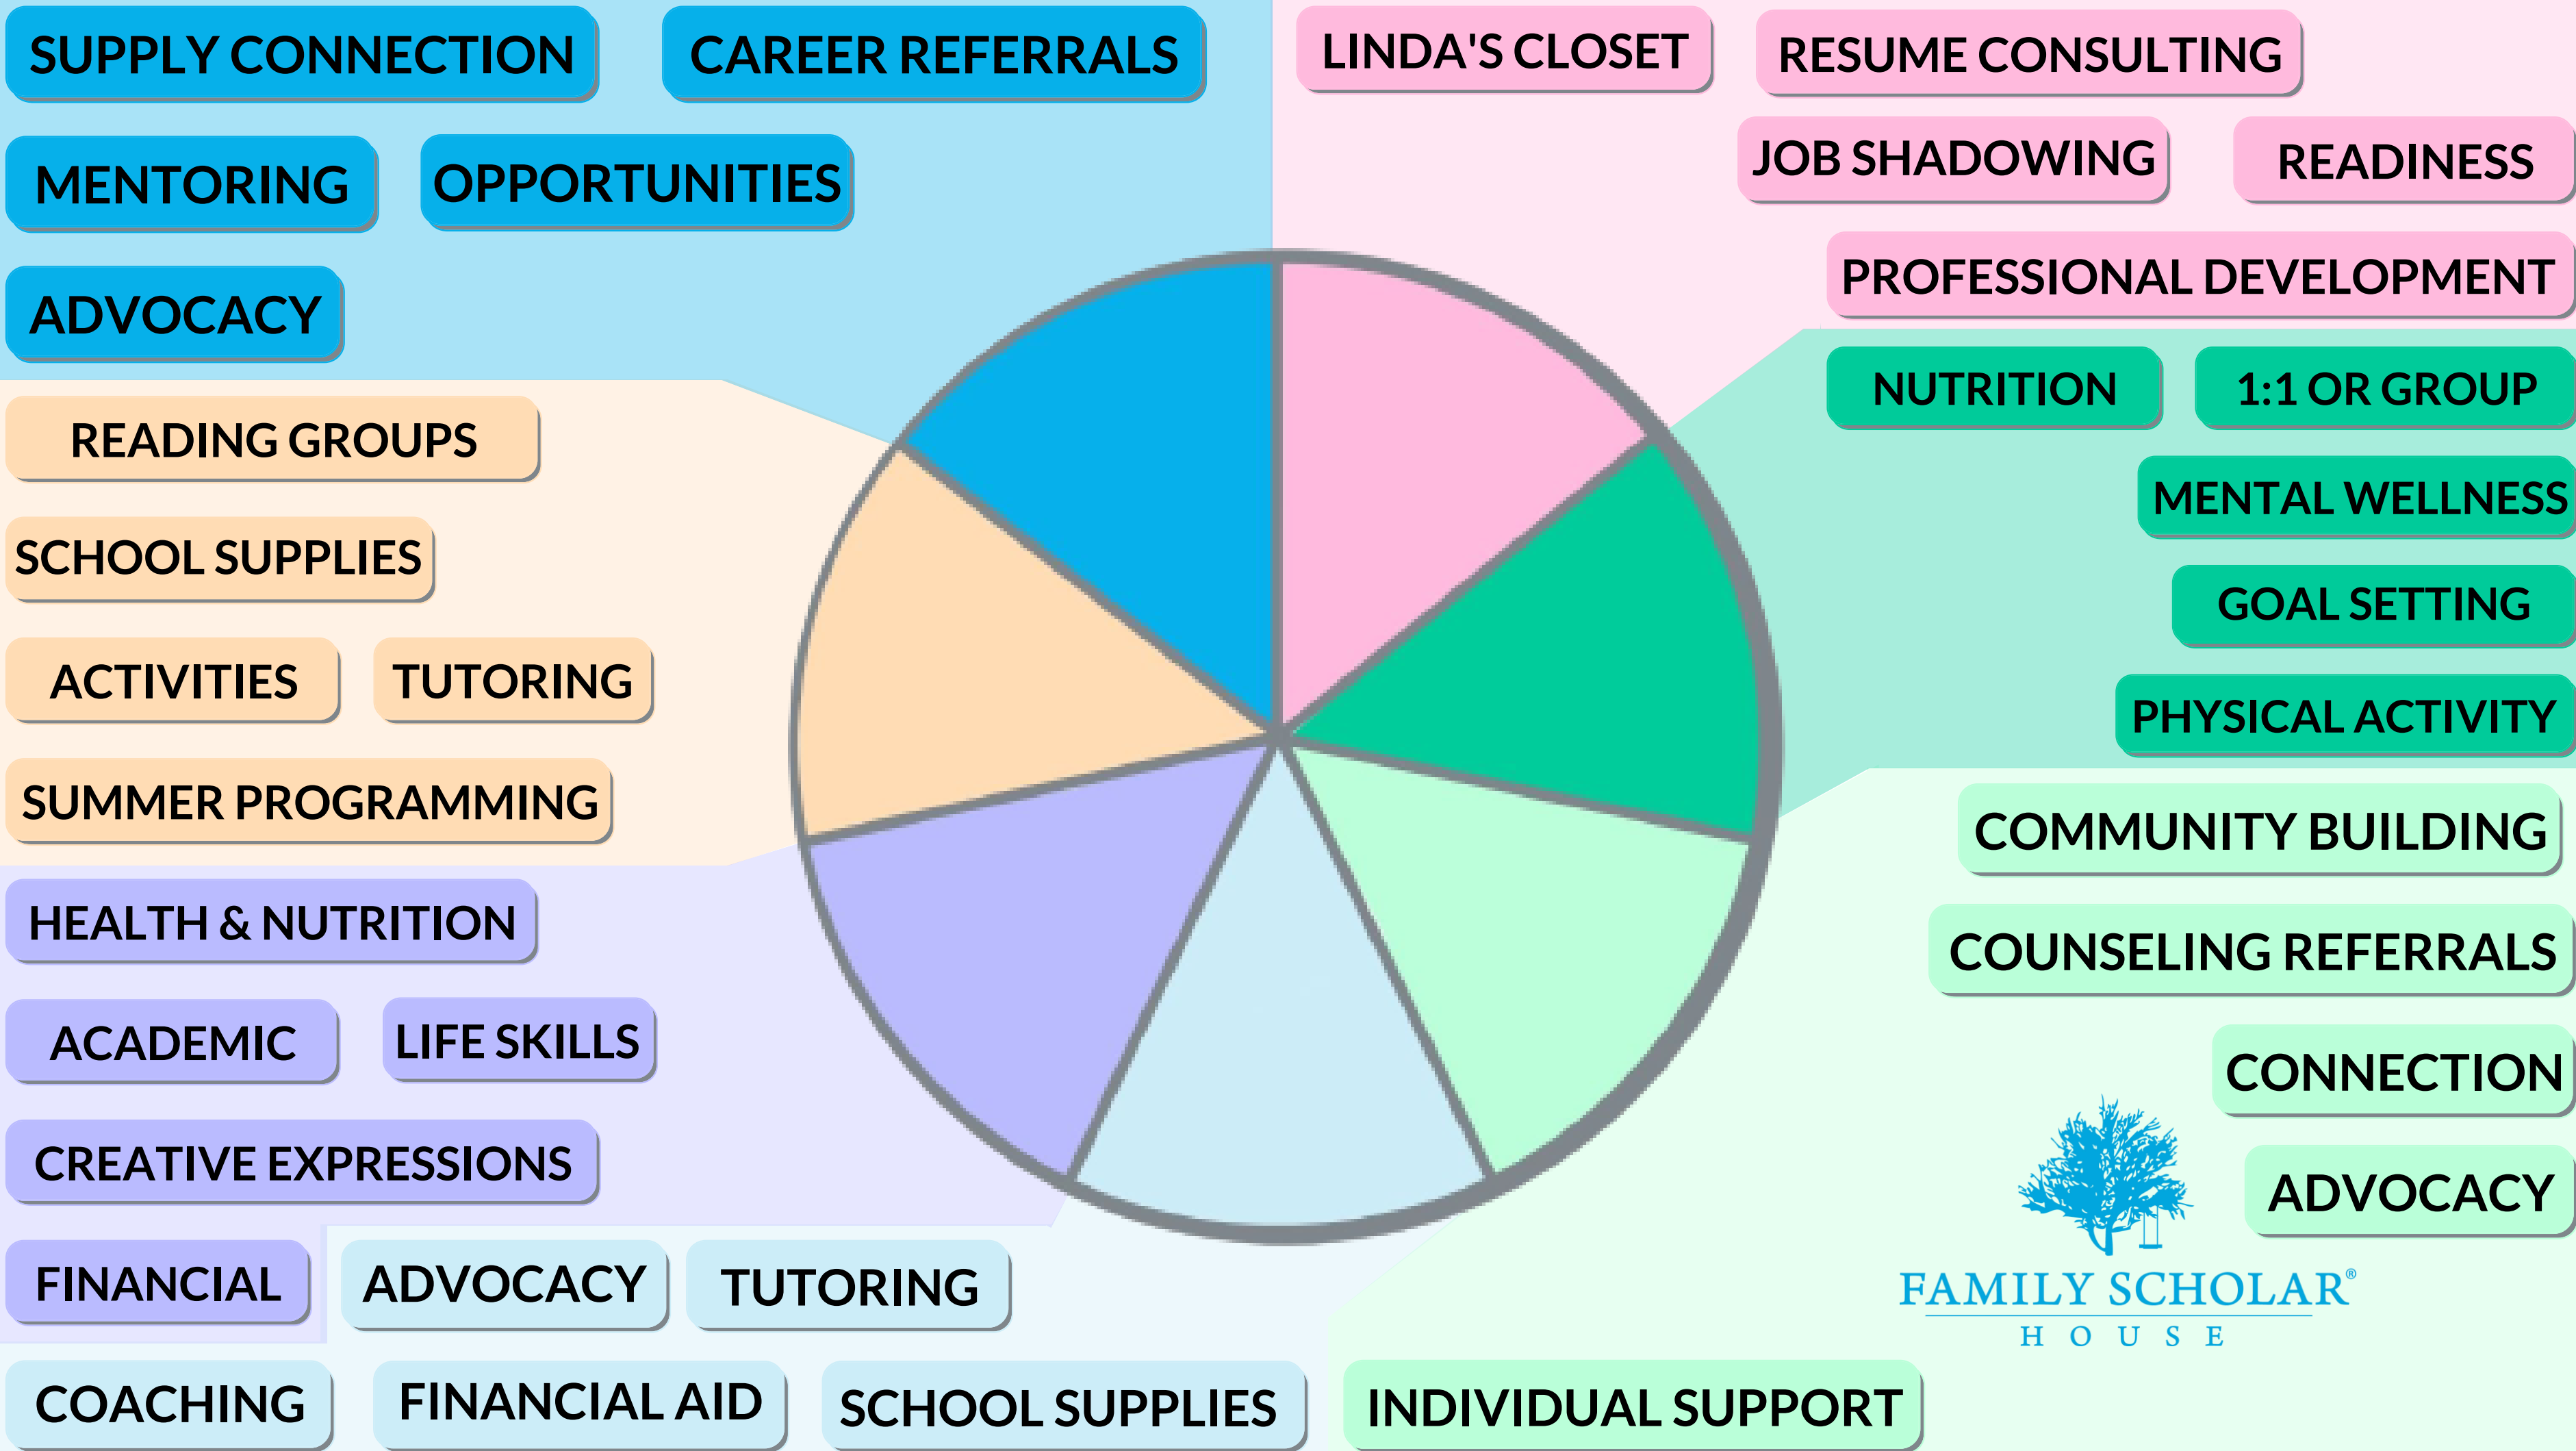 SUPPLY CONNECTION
CAREER REFERRALS
MENTORING
OPPORTUNITIES
ADVOCACY
LINDA'S CLOSET
RESUME CONSULTING
JOB SHADOWING
READINESS
PROFESSIONAL DEVELOPMENT
NUTRITION
1:1 OR GROUP
MENTAL WELLNESS
GOAL SETTING
PHYSICAL ACTIVITY
READING GROUPS
SCHOOL SUPPLIES
ACTIVITIES
TUTORING
SUMMER PROGRAMMING
COMMUNITY BUILDING
COUNSELING REFERRALS
CONNECTION
ADVOCACY
INDIVIDUAL SUPPORT
HEALTH & NUTRITION
ACADEMIC
LIFE SKILLS
CREATIVE EXPRESSIONS
FINANCIAL
ADVOCACY
TUTORING
COACHING
FINANCIAL AID
SCHOOL SUPPLIES
FAMILY SCHOLAR®
HOUSE